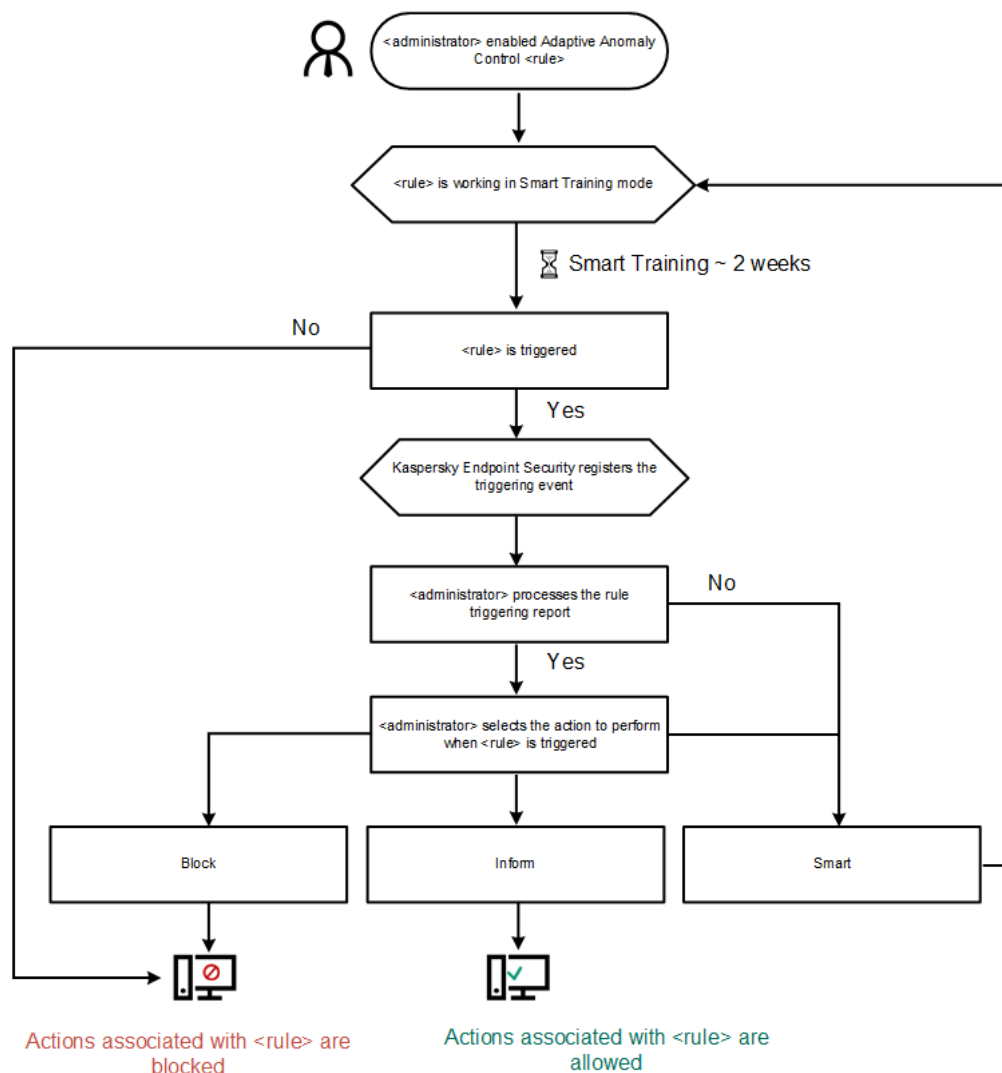 <administrator> enabled Adaptive Anomaly
Control <rule>
<rule> is working in Smart Training mode
Smart Training ~ 2 weeks
No
<rule> is triggered
Yes
Kaspersky Endpoint Security registers the
triggering event
<administrator> processes the rule
triggering report
No
Yes
<administrator> selects the action to perform
when <rule> is triggered
Block
Inform
Smart
Actions associated with <rule> are
blocked
Actions associated with <rule> are
allowed